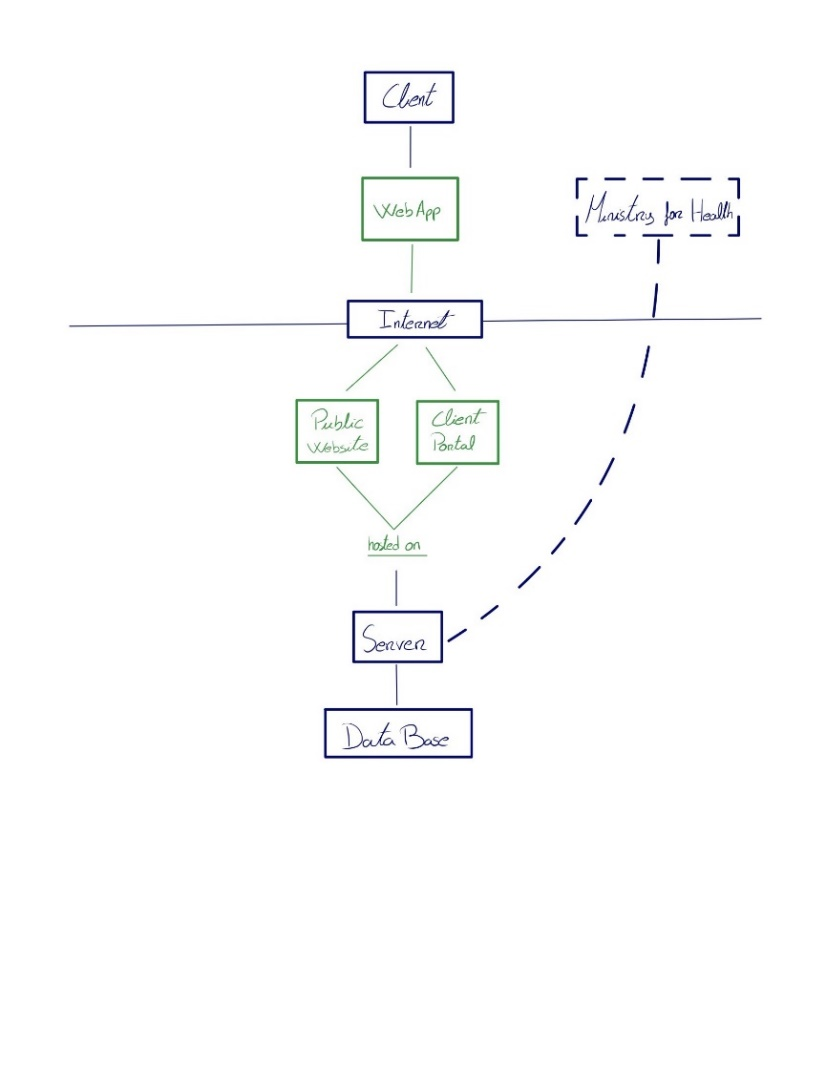 Client
WebApp
Ministry for Health
Internet
Public
Website
Client
Portal
hosted on
Server
Data Base